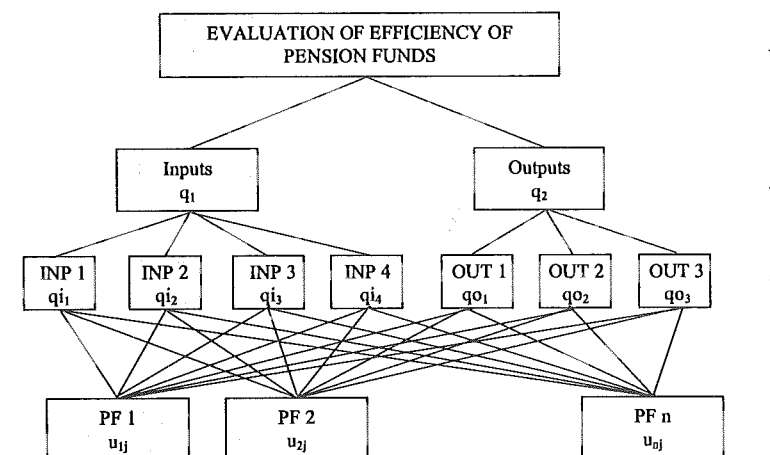 EVALUATION OF EFFICIENCY OF
PENSION FUNDS
Inputs
q₁
Outputs
q₂
INP 1
qi₁
INP 2
qi₂
INP 3
qi₃
INP 4
qi₄
OUT 1
qo₁
OUT 2
qo₂
OUT 3
qo₃
PF 1
u₁ⱼ
PF 2
u₂ⱼ
PF n
uₙⱼ